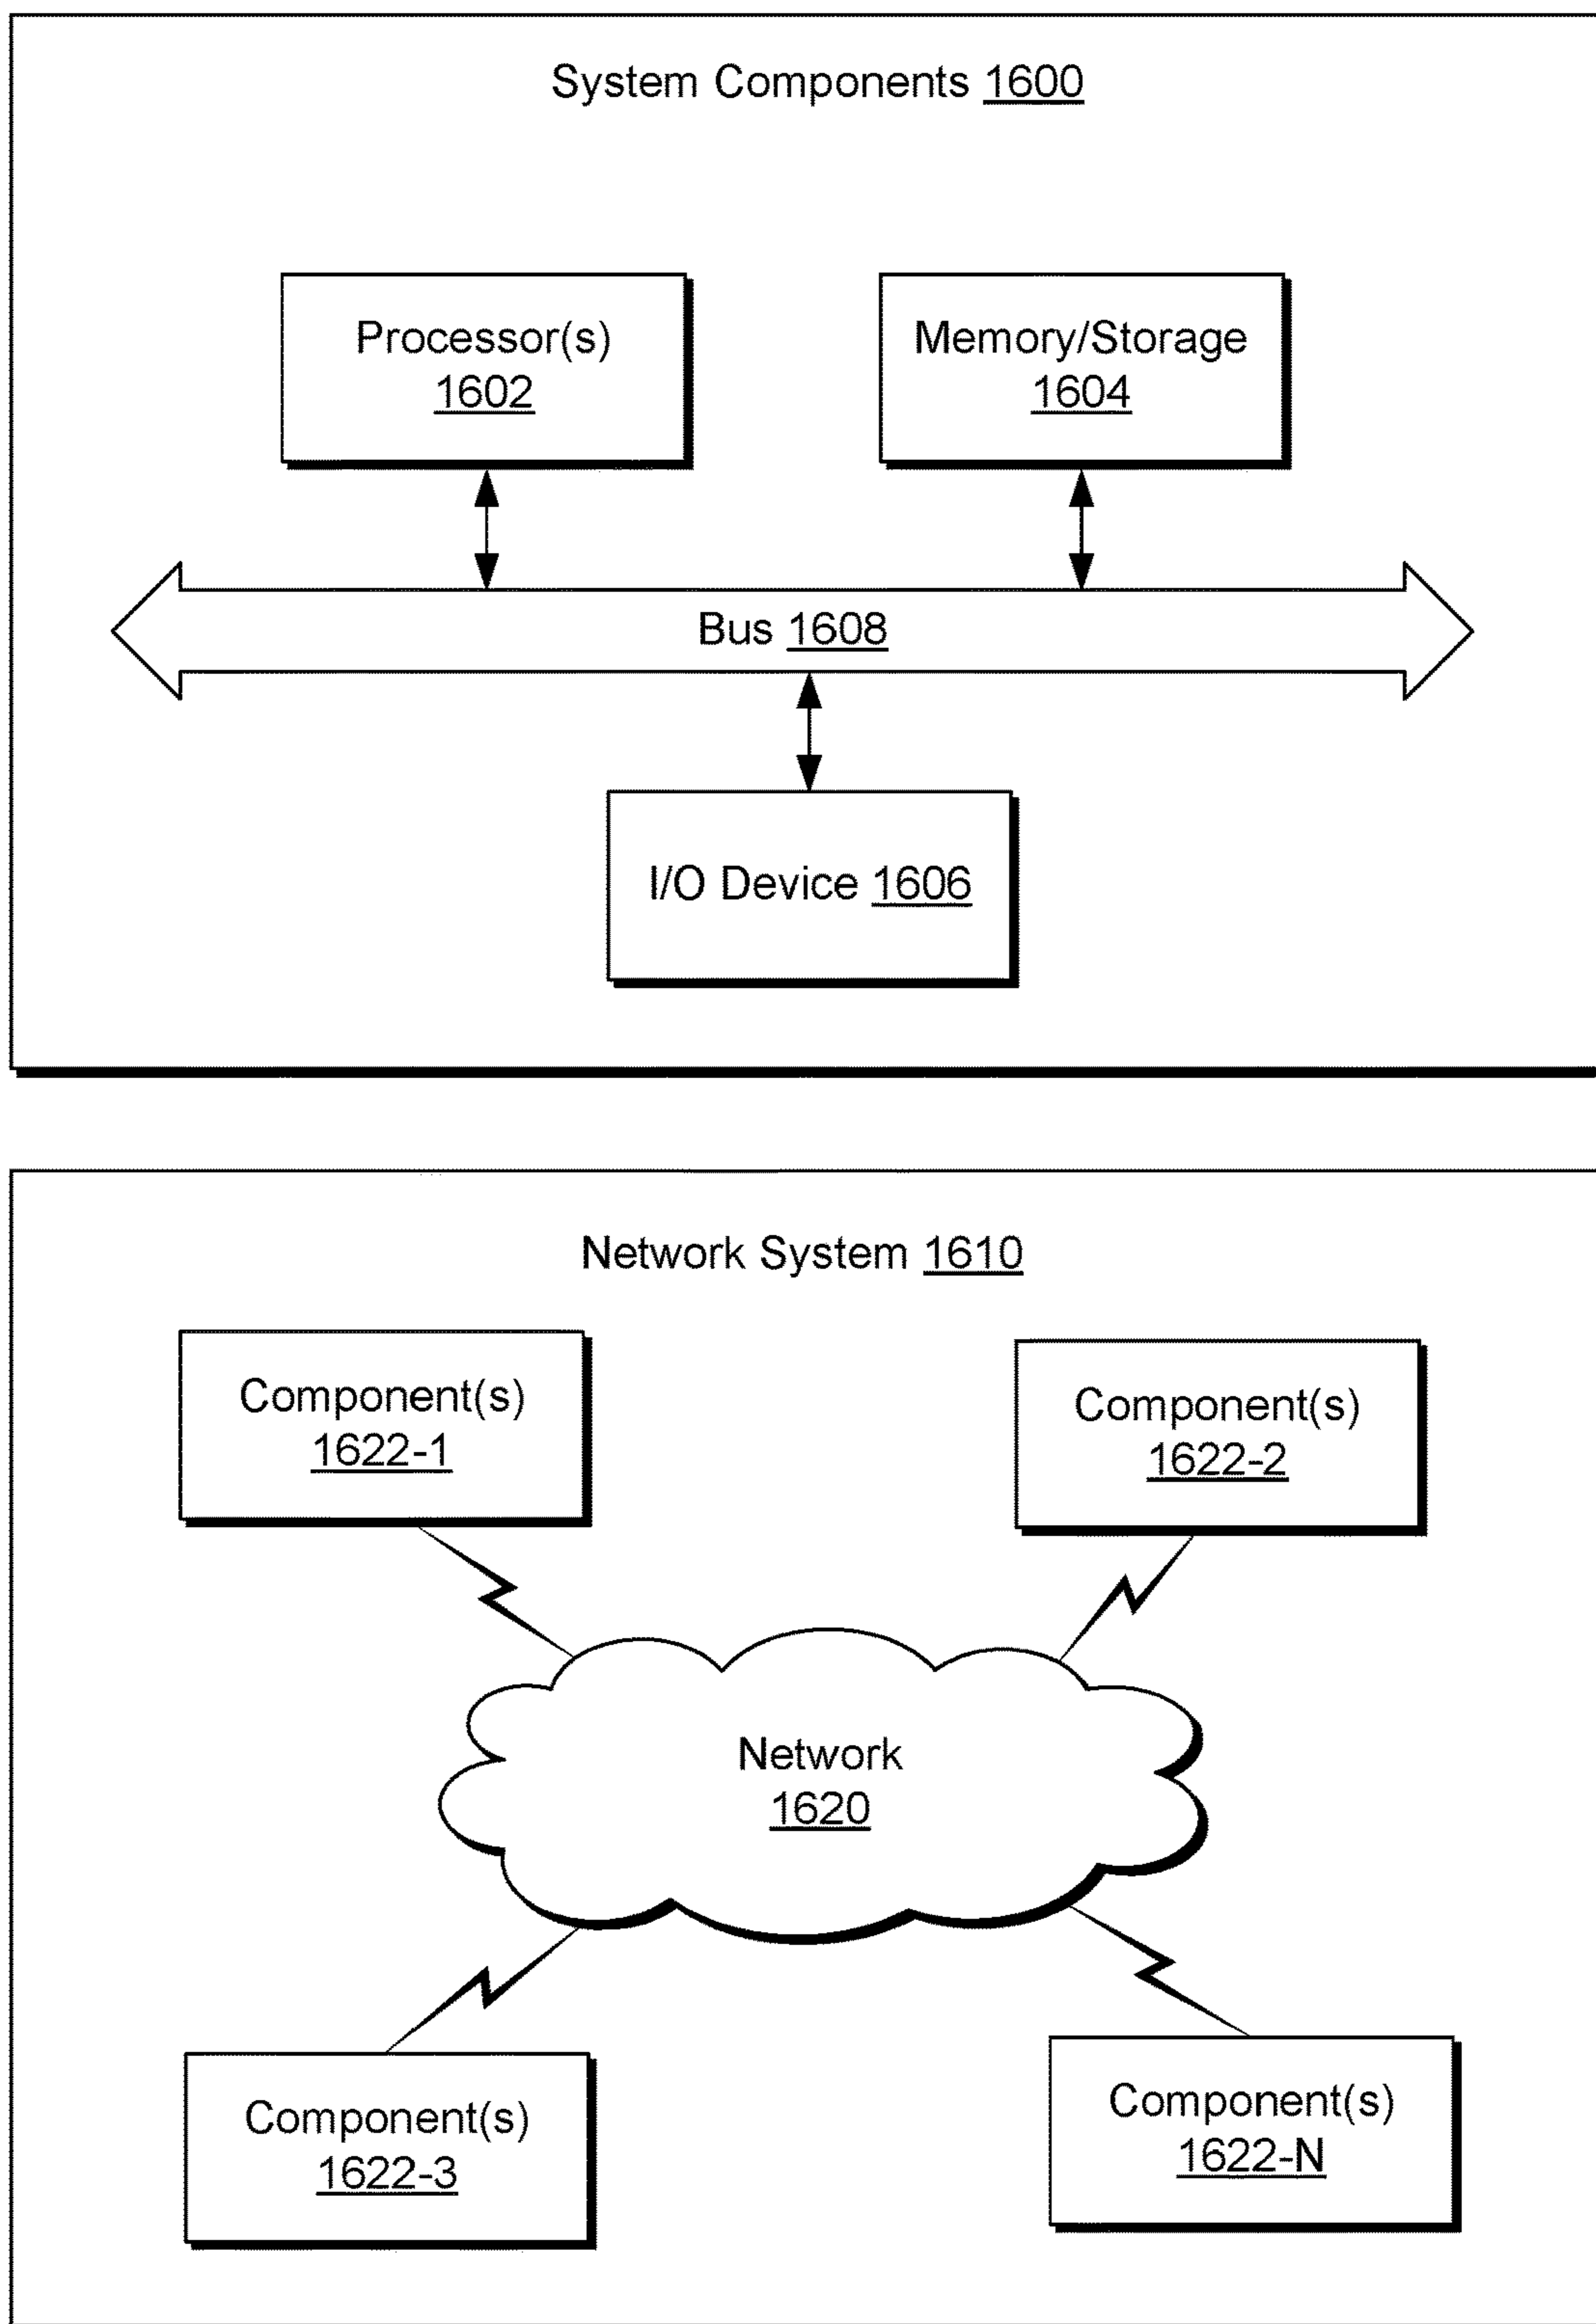 System Components 1600
Processor(s)
1602
Memory/Storage
1604
Bus 1608
I/O Device 1606
Network System 1610
Component(s)
1622-1
Component(s)
1622-2
Network
1620
Component(s)
1622-3
Component(s)
1622-N